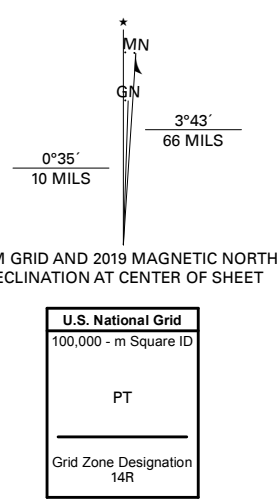 MN
GN
3°43´
66 MILS
0°35´
10 MILS
M GRID AND 2019 MAGNETIC NORTH
ECLINATION AT CENTER OF SHEET
U.S. National Grid
100,000 - m Square ID
PT
Grid Zone Designation
14R